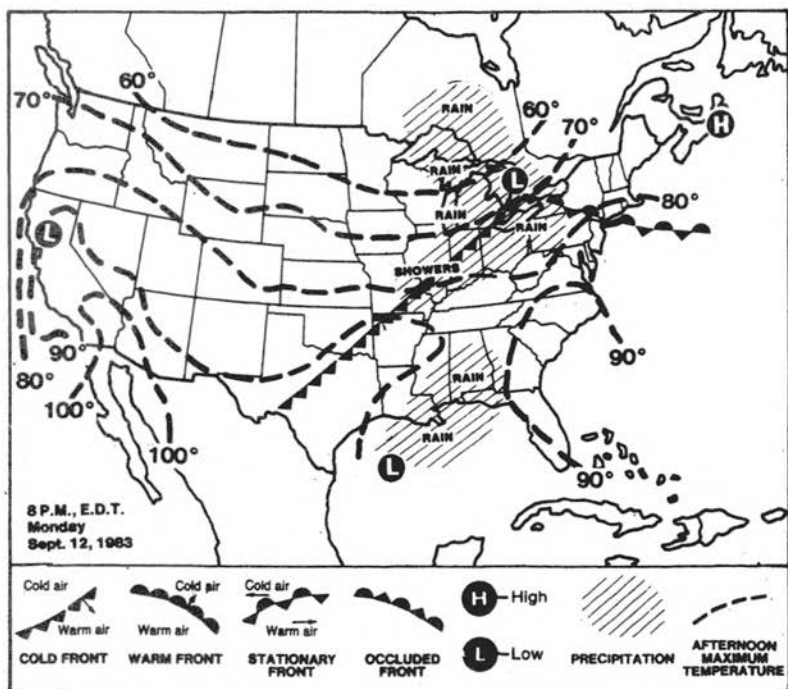 60°
70°
RAIN
60°
70°
H
RAIN
L
RAIN
80°
L
RAIN
SHOWERS
90°
90°
80°
100°
100°
RAIN
RAIN
L
90°
8 P.M., E.D.T.
Monday
Sept. 12, 1983
Cold air
Warm air
COLD FRONT
Cold air
Warm air
WARM FRONT
Cold air
Warm air
STATIONARY
FRONT
OCCLUDED
FRONT
H High
L Low
PRECIPITATION
AFTERNOON
MAXIMUM
TEMPERATURE